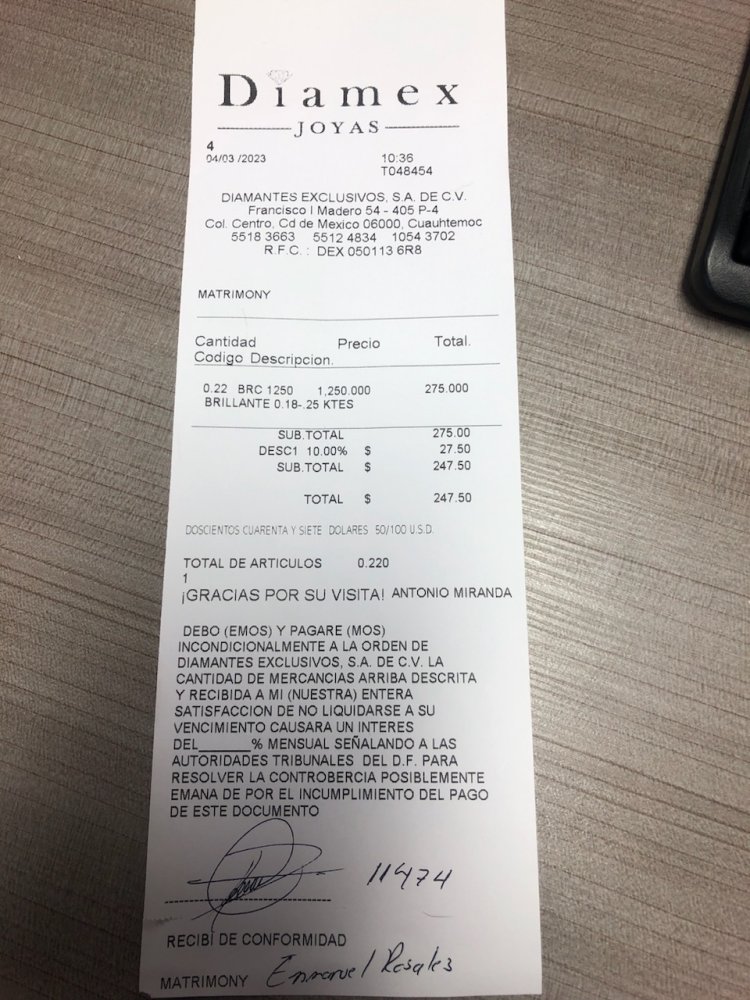 Diamex
JOYAS
4
04/03 /2023 10:36
T048454
DIAMANTES EXCLUSIVOS, S.A. DE C.V.
Francisco I Madero 54 - 405 P-4
Col. Centro, Cd de Mexico 06000, Cuauhtemoc
5518 3663 5512 4834 1054 3702
R.F.C. : DEX 050113 6R8
MATRIMONY
Cantidad Precio Total.
Codigo Descripcion.
0.22 BRC 1250 1,250.000 275.000
BRILLANTE 0.18-.25 KTES
SUB.TOTAL 275.00
DESC1 10.00% $ 27.50
SUB.TOTAL $ 247.50
TOTAL $ 247.50
DOSCIENTOS CUARENTA Y SIETE DOLARES 50/100 U.S.D.
TOTAL DE ARTICULOS 0.220
1
¡GRACIAS POR SU VISITA! ANTONIO MIRANDA
DEBO (EMOS) Y PAGARE (MOS)
INCONDICIONALMENTE A LA ORDEN DE
DIAMANTES EXCLUSIVOS, S.A. DE C.V. LA
CANTIDAD DE MERCANCIAS ARRIBA DESCRITA
Y RECIBIDA A MI (NUESTRA) ENTERA
SATISFACCION DE NO LIQUIDARSE A SU
VENCIMIENTO CAUSARA UN INTERES
DEL______% MENSUAL SEÑALANDO A LAS
AUTORIDADES TRIBUNALES DEL D.F. PARA
RESOLVER LA CONTROBERCIA POSIBLEMENTE
EMANA DE POR EL INCUMPLIMIENTO DEL PAGO
DE ESTE DOCUMENTO
11474
RECIBÍ DE CONFORMIDAD
MATRIMONY Emmanuel Rosales